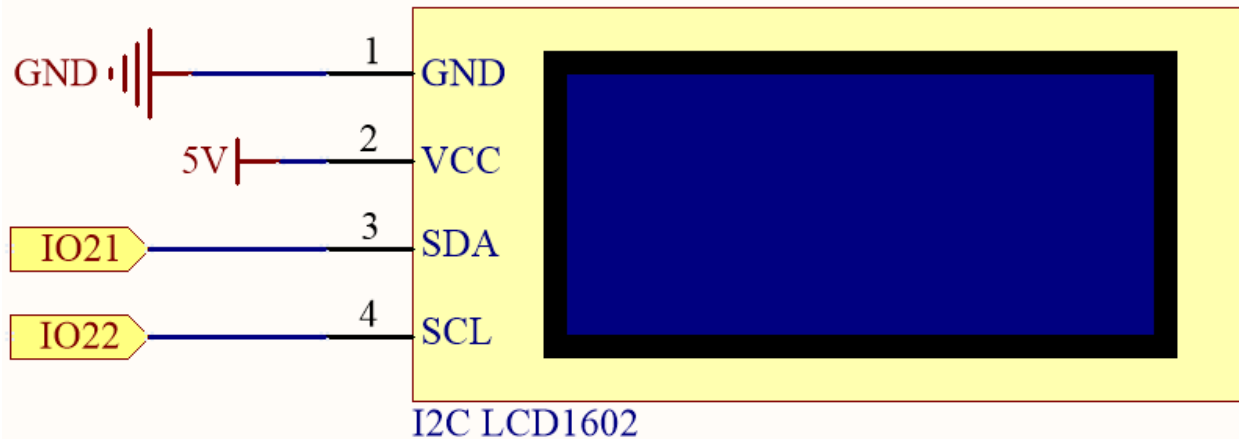 GND 1 GND
5V 2 VCC
IO21 3 SDA
IO22 4 SCL
I2C LCD1602